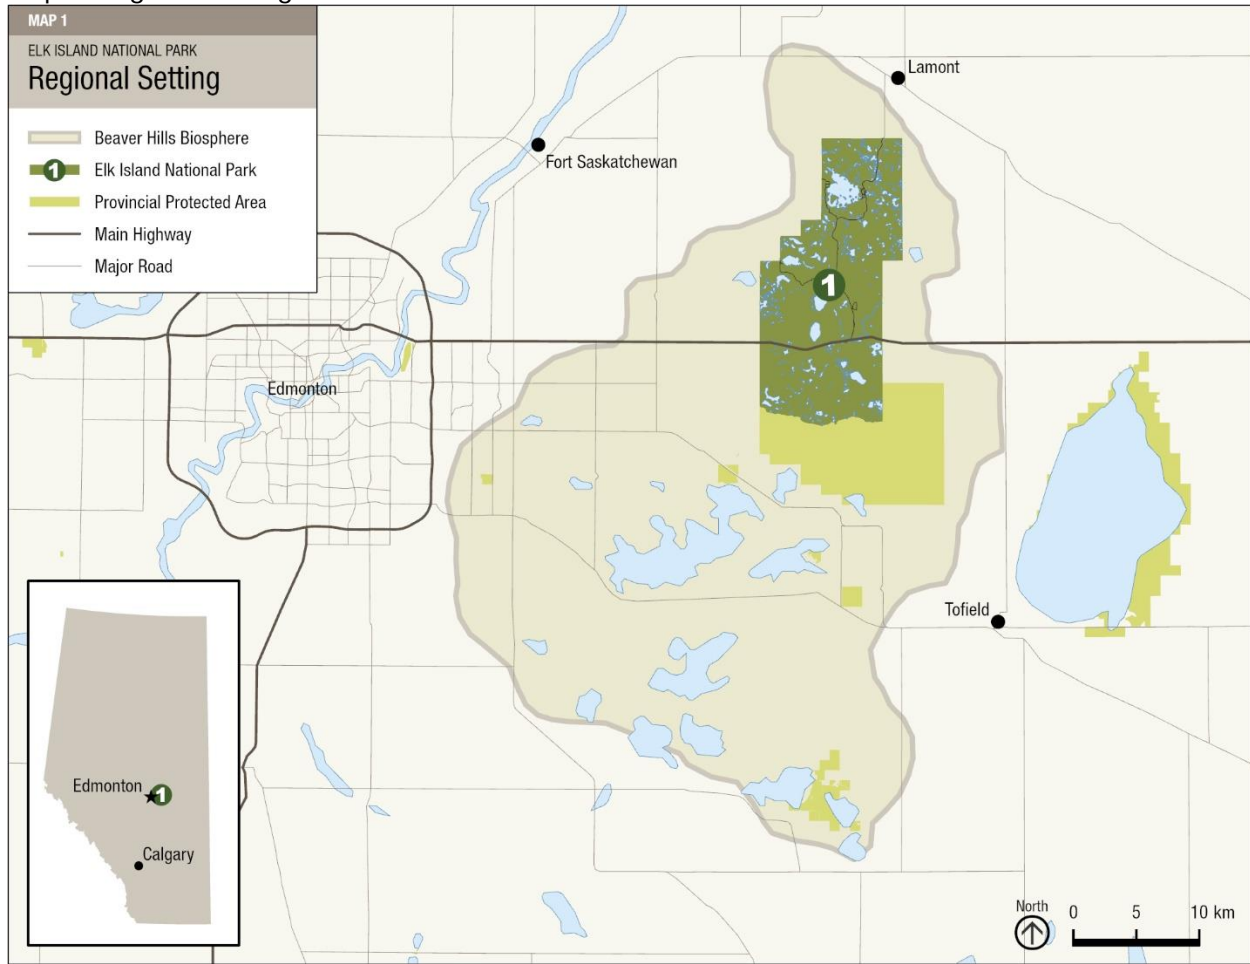 MAP 1
ELK ISLAND NATIONAL PARK
Regional Setting
Beaver Hills Biosphere
1 Elk Island National Park
Provincial Protected Area
Main Highway
Major Road
Lamont
Fort Saskatchewan
1
Edmonton
Tofield
Edmonton
1
Calgary
North
0 5 10 km